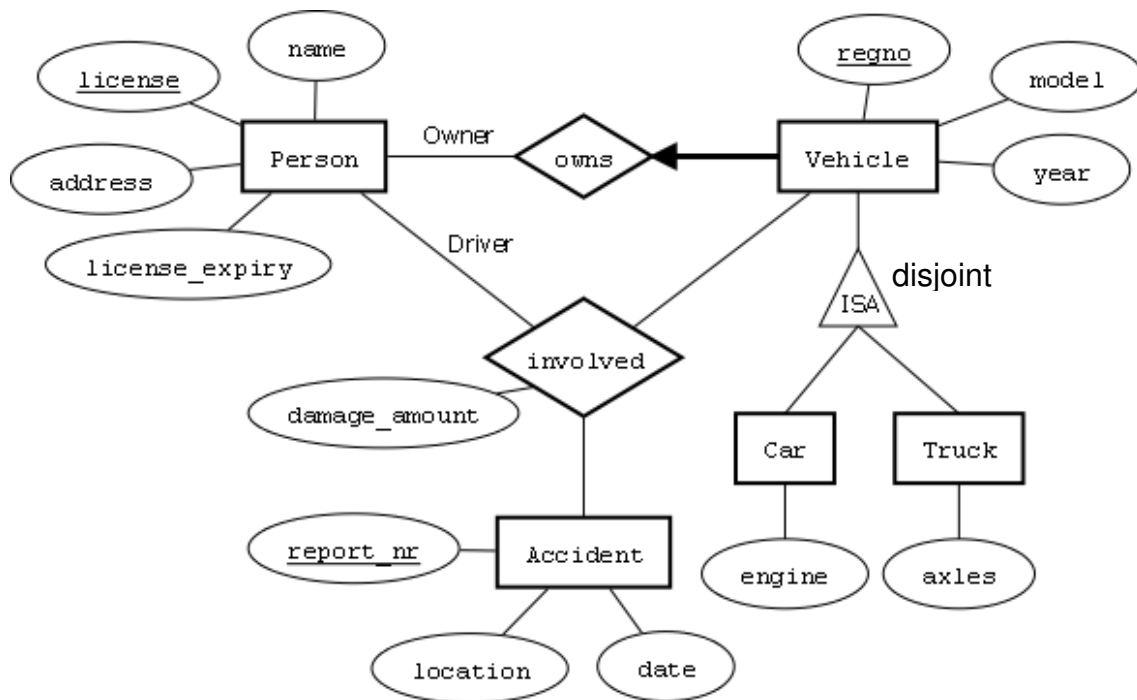 name
regno
license
model
Owner
Person
owns
Vehicle
address
year
Driver
license_expiry
disjoint
ISA
involved
damage_amount
Car
Truck
report_nr
Accident
engine
axles
location
date